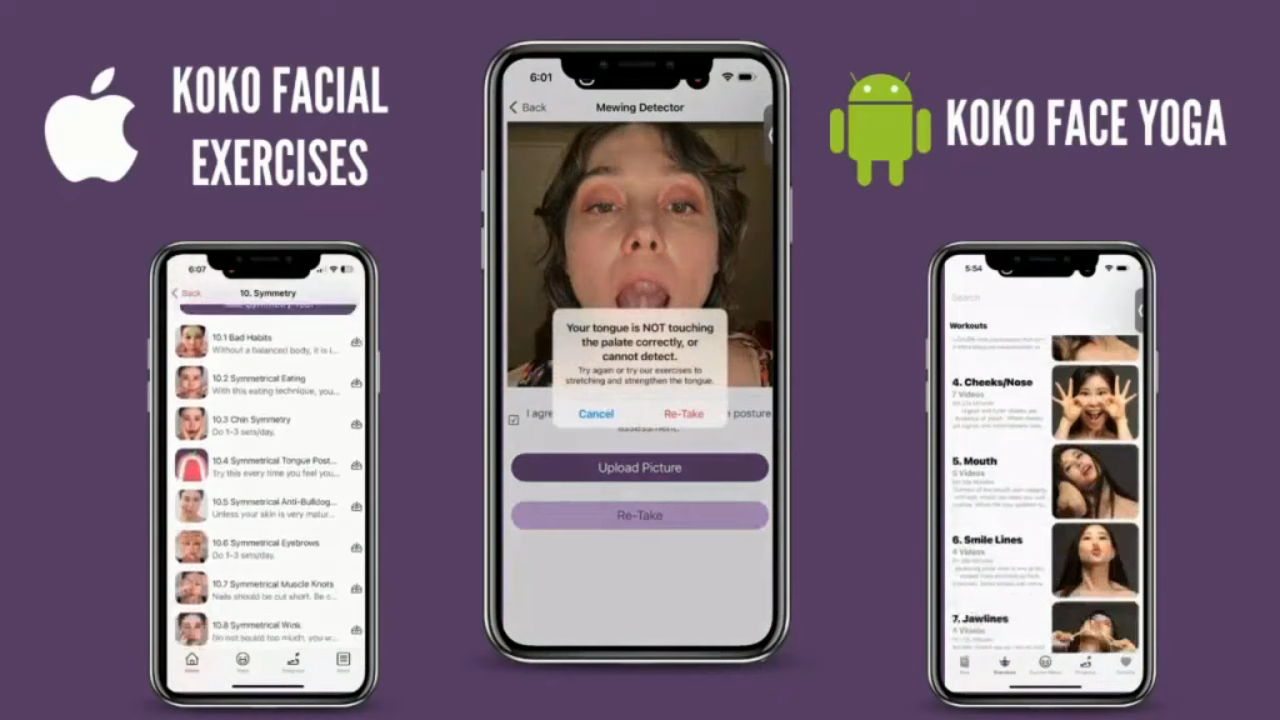 KOKO FACIAL
EXERCISES
KOKO FACE YOGA
6:07
Back
10. Symmetry
10.1 Bad Habits
Without a balanced body, it is i...
10.2 Symmetrical Eating
With this eating technique, you...
10.3 Chin Symmetry
Do 1-3 sets/day.
10.4 Symmetrical Tongue Post...
Try this every time you feel you...
10.5 Symmetrical Anti-Bulldog...
Unless your skin is very matur...
10.6 Symmetrical Eyebrows
Do 1-3 sets/day.
10.7 Symmetrical Muscle Knots
Nails should be cut short. Be c...
10.8 Symmetrical Wink
Do not squint too much, you w...
6:01
Back
Mewing Detector
Your tongue is NOT touching
the palate correctly, or
cannot detect.
Try again or try our exercises to
stretching and strengthen the tongue.
Cancel
Re-Take
I agre
e posture
Upload Picture
Re-Take
5:54
Search
Workouts
4. Cheeks/Nose
7 Videos
5. Mouth
5 Videos
6. Smile Lines
4 Videos
7. Jawlines
4 Videos